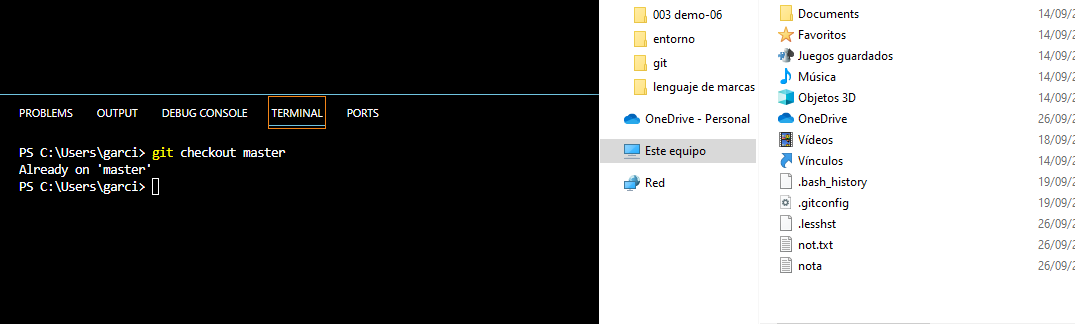 PROBLEMS OUTPUT DEBUG CONSOLE TERMINAL PORTS
PS C:\Users\garci> git checkout master
Already on 'master'
PS C:\Users\garci>
003 demo-06
entorno
git
lenguaje de marcas
OneDrive - Personal
Este equipo
Red
Documents 14/09/2
Favoritos 14/09/2
Juegos guardados 14/09/2
Música 14/09/2
Objetos 3D 14/09/2
OneDrive 26/09/2
Vídeos 18/09/2
Vínculos 14/09/2
.bash_history 19/09/2
.gitconfig 19/09/2
.lesshst 26/09/2
not.txt 26/09/2
nota 26/09/2